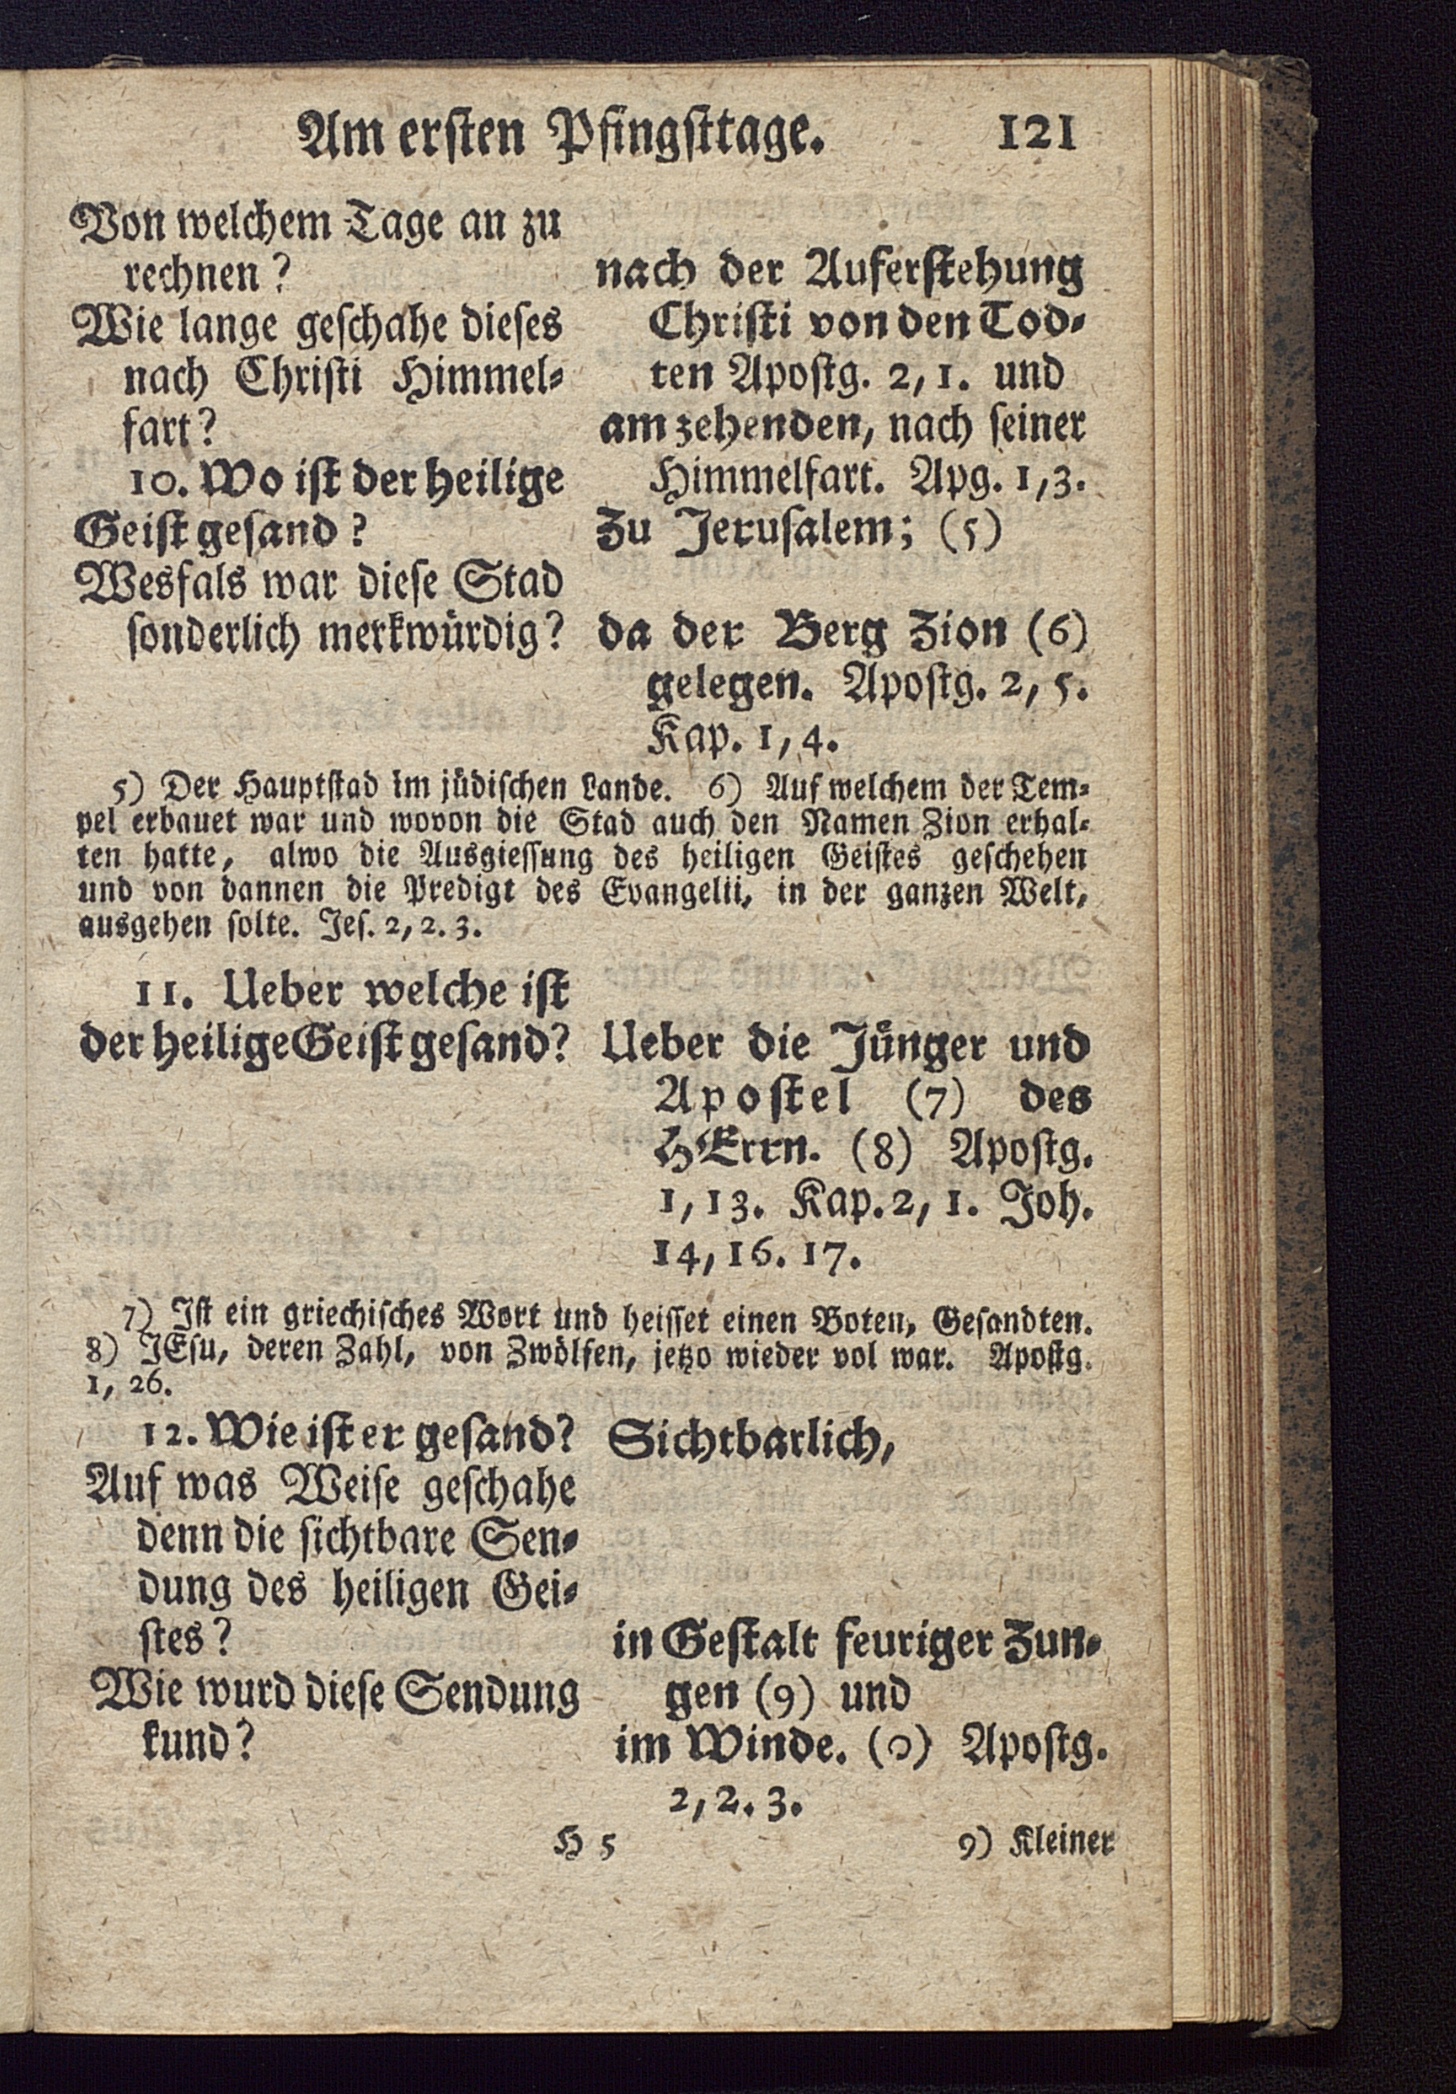 Am ersten Pfingsttage. 121
Von welchem Tage an zu
rechnen?
Wie lange geschahe dieses
nach Christi Himmel-
fart?
10. Wo ist der heilige
Geist gesand?
Wesfals war diese Stad
sonderlich merkwürdig?
nach der Auferstehung
Christi von den Tod-
ten Apostg. 2, 1. und
am zehenden, nach seiner
Himmelfart. Apg. 1, 3.
Zu Jerusalem; (5)
da der Berg Zion (6)
gelegen. Apostg. 2, 5.
Kap. 1, 4.
5) Der Hauptstad im jüdischen Lande. 6) Auf welchem der Tem-
pel erbauet war und wovon die Stad auch den Namen Zion erhal-
ten hatte, alwo die Ausgiessung des heiligen Geistes geschehen
und von dannen die Predigt des Evangelii, in der ganzen Welt,
ausgehen solte. Jes. 2, 2. 3.
11. Ueber welche ist
der heilige Geist gesand?
Ueber die Jünger und
Apostel (7) des
HErrn. (8) Apostg.
1, 13. Kap. 2, 1. Joh.
14, 16. 17.
7) Ist ein griechisches Wort und heisset einen Boten, Gesandten.
8) JEsu, deren Zahl, von Zwölfen, jetzo wieder vol war. Apostg.
1, 26.
12. Wie ist er gesand?
Auf was Weise geschahe
denn die sichtbare Sen-
dung des heiligen Gei-
stes?
Wie wurd diese Sendung
kund?
Sichtbarlich,
in Gestalt feuriger Zun-
gen (9) und
im Winde. (0) Apostg.
2, 2. 3.
H 5 9) Kleiner